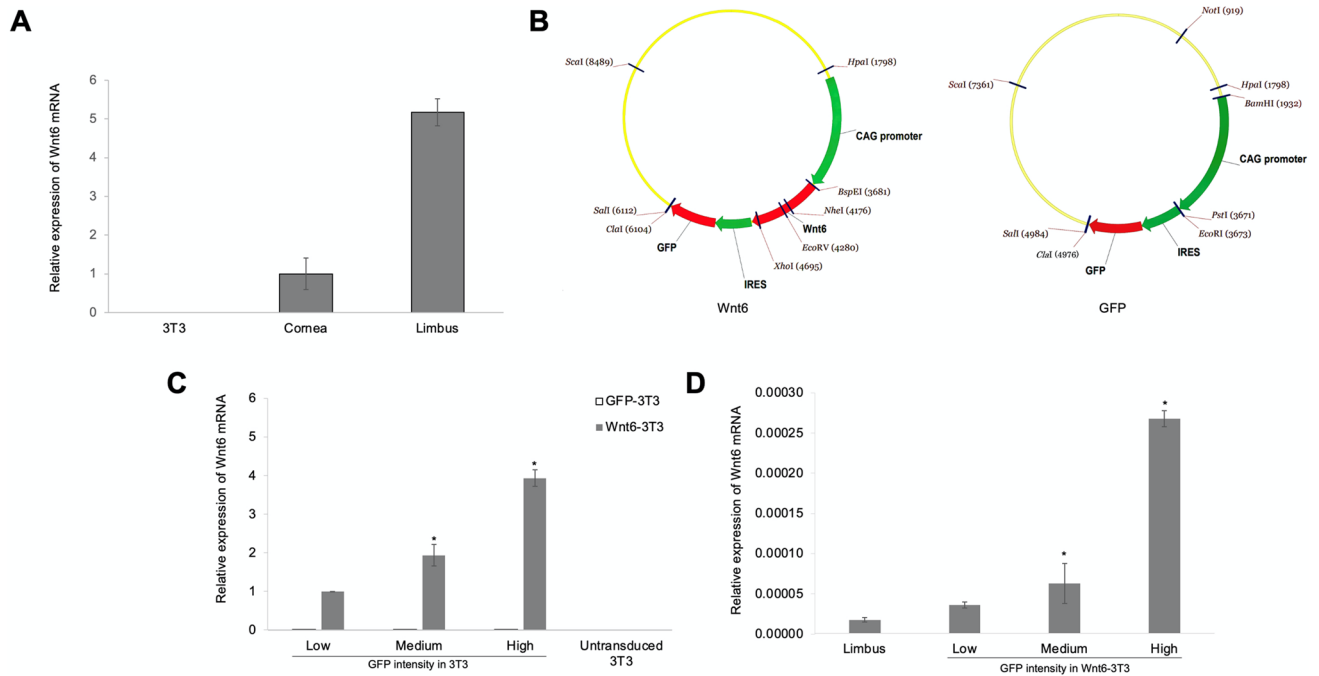 A
Relative expression of Wnt6 mRNA
6
5
4
3
2
1
0
3T3
Cornea
Limbus
B
ScaI (8489)
HpaI (1798)
CAG promoter
BspEI (3681)
NheI (4176)
Wnt6
EcoRV (4280)
XhoI (4695)
IRES
GFP
ClaI (6104)
SalI (6112)
Wnt6
NotI (919)
ScaI (7361)
HpaI (1798)
BamHI (1932)
CAG promoter
PstI (3671)
EcoRI (3673)
IRES
GFP
ClaI (4976)
SalI (4984)
GFP
C
Relative expression of Wnt6 mRNA
6
5
4
3
2
1
0
GFP-3T3
Wnt6-3T3
*
*
Low
Medium
High
Untransduced
3T3
GFP intensity in 3T3
D
Relative expression of Wnt6 mRNA
0.00030
0.00025
0.00020
0.00015
0.00010
0.00005
0.00000
*
*
Limbus
Low
Medium
High
GFP intensity in Wnt6-3T3